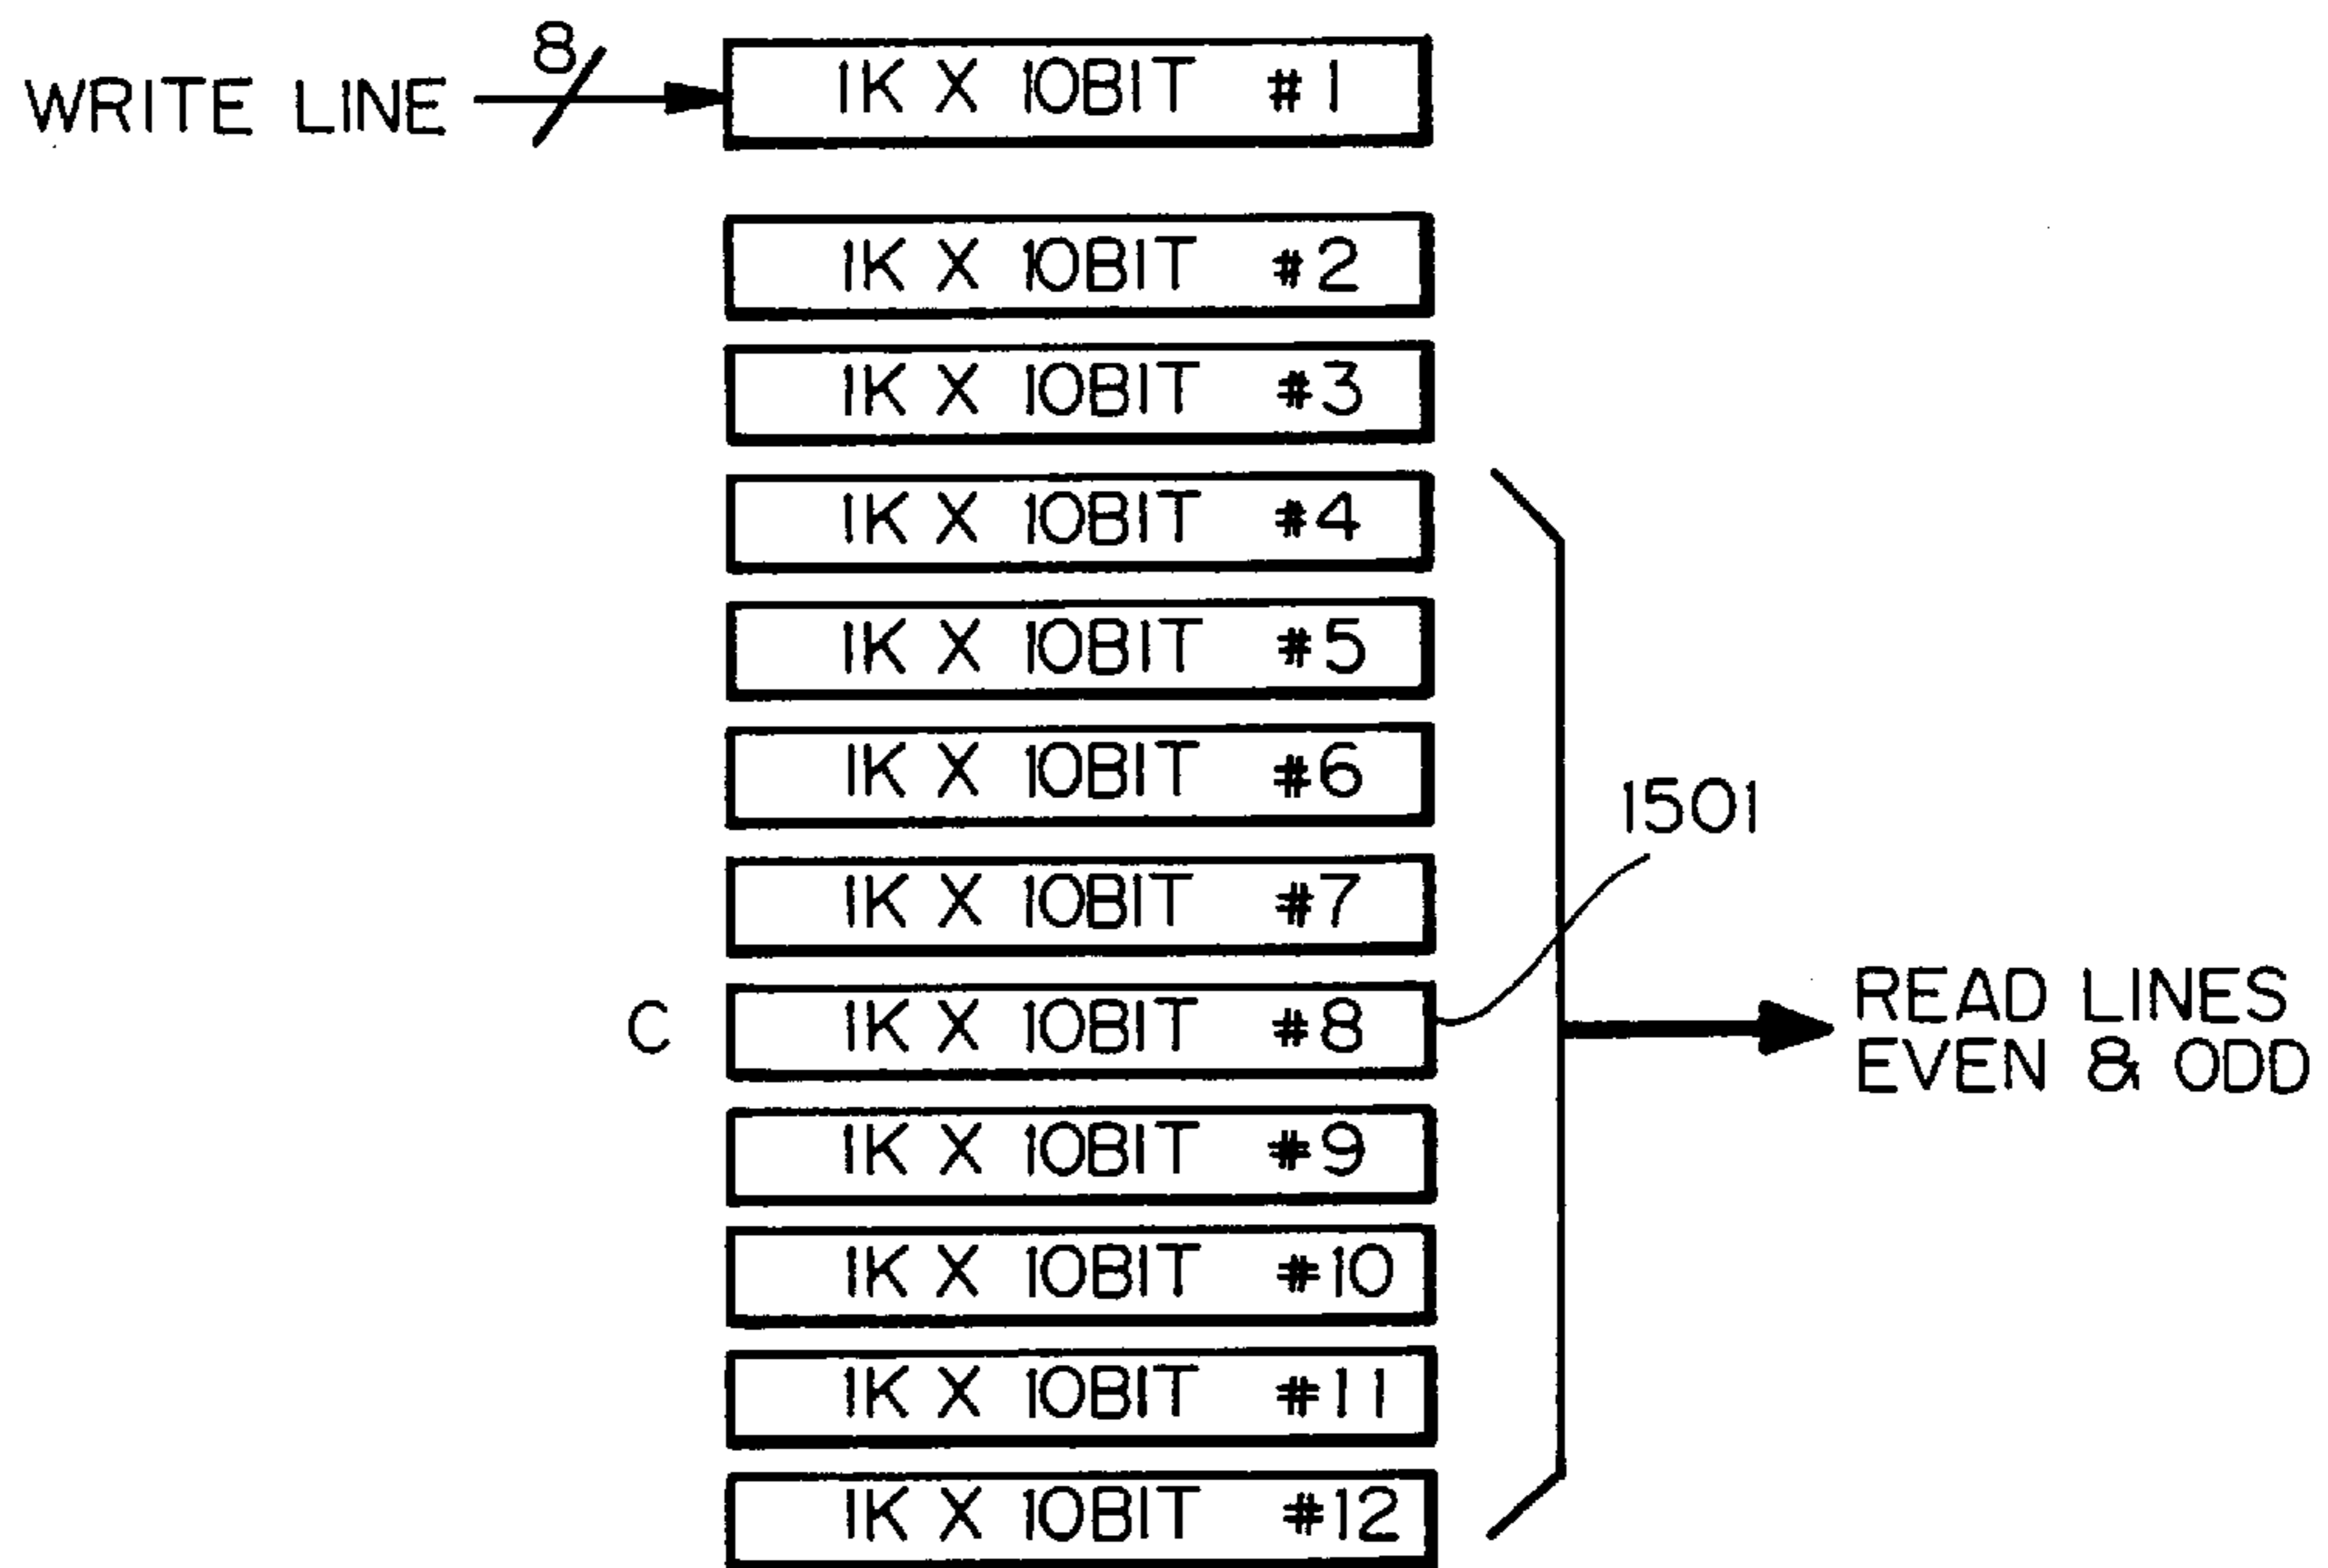 8
WRITE LINE
1K X 10BIT #1
1K X 10BIT #2
1K X 10BIT #3
1K X 10BIT #4
1K X 10BIT #5
1K X 10BIT #6
1501
1K X 10BIT #7
C 1K X 10BIT #8
READ LINES
EVEN & ODD
1K X 10BIT #9
1K X 10BIT #10
1K X 10BIT #11
1K X 10BIT #12